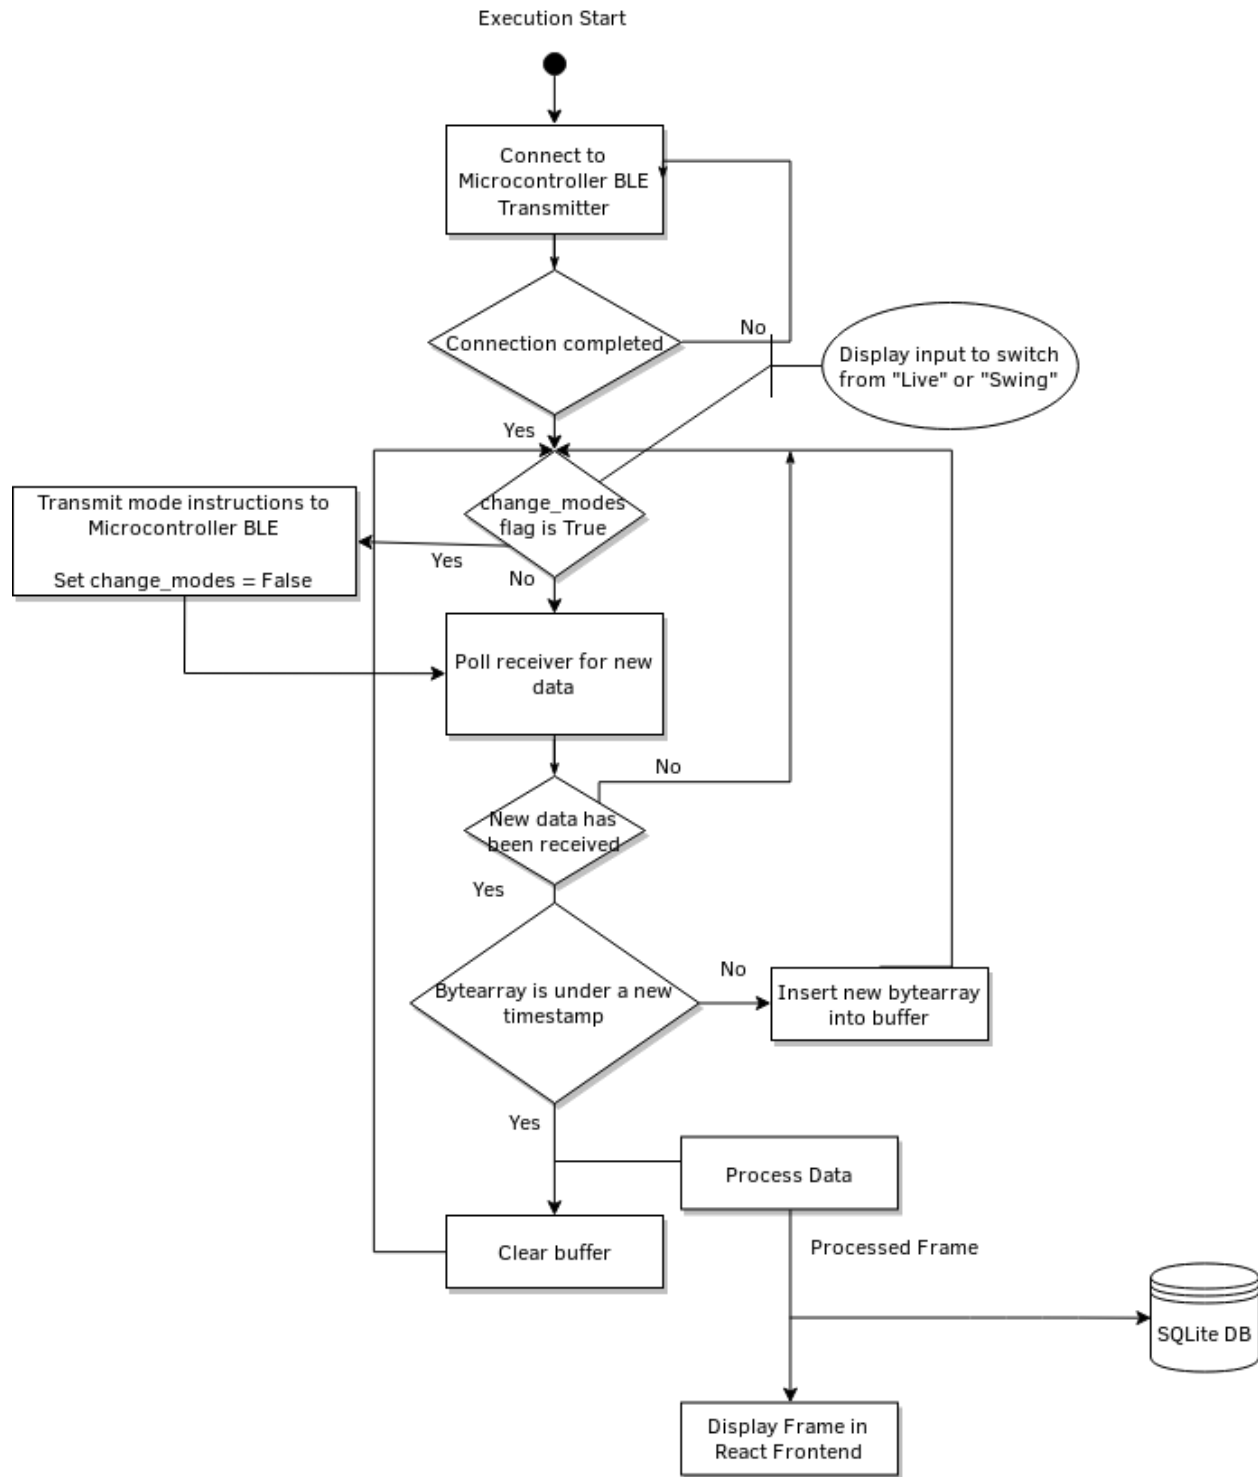 Execution Start
Connect to
Microcontroller BLE
Transmitter
No
Connection completed
Display input to switch
from "Live" or "Swing"
Yes
change_modes
flag is True
Transmit mode instructions to
Microcontroller BLE
Set change_modes = False
Yes
No
Poll receiver for new
data
No
New data has
been received
Yes
No
Bytearray is under a new
timestamp
Insert new bytearray
into buffer
Yes
Process Data
Clear buffer
Processed Frame
SQLite DB
Display Frame in
React Frontend